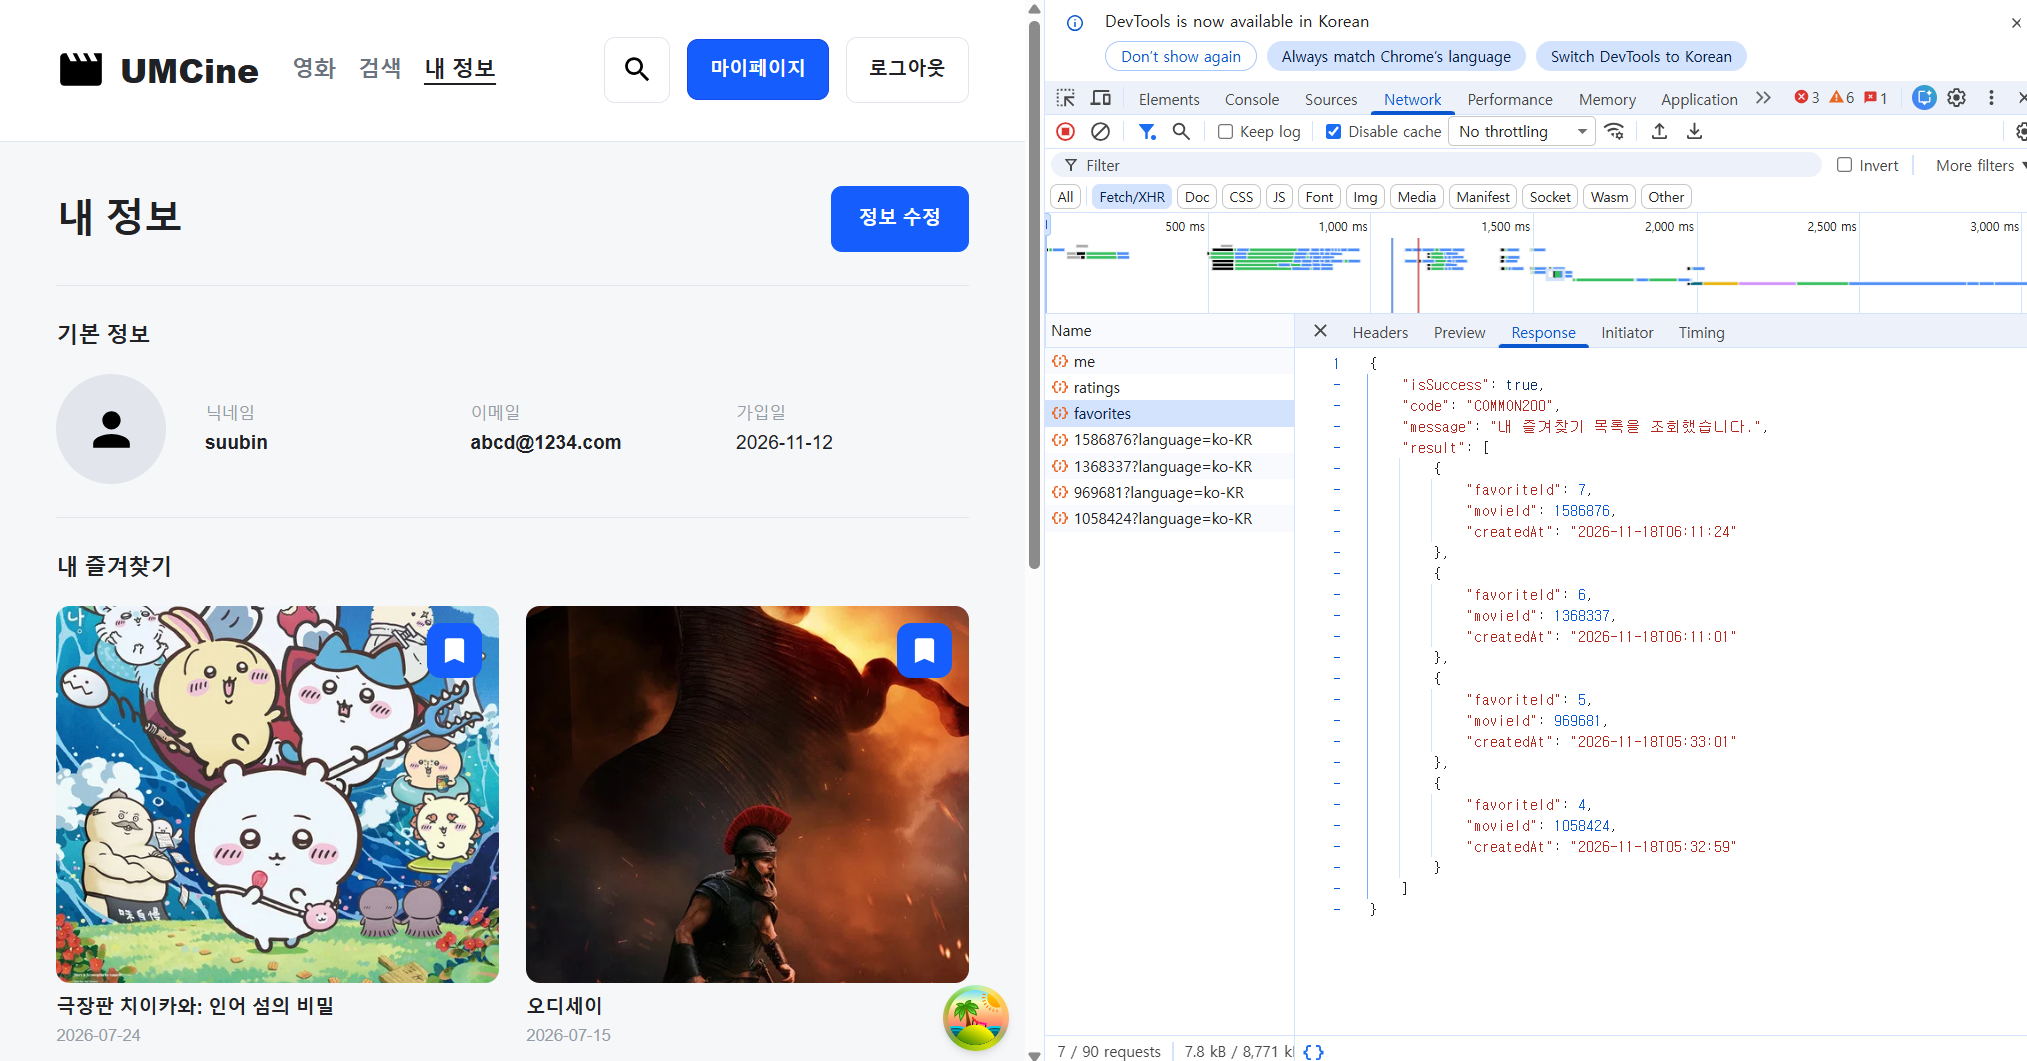 UMCine 영화 검색 내 정보 마이페이지 로그아웃
내 정보 정보 수정
기본 정보
닉네임 이메일 가입일
suubin abcd@1234.com 2026-11-12
내 즐겨찾기
나
味自慢
극장판 치이카와: 인어 섬의 비밀 오디세이
2026-07-24 2026-07-15
DevTools is now available in Korean
Don't show again Always match Chrome's language Switch DevTools to Korean
Elements Console Sources Network Performance Memory Application 3 6 1
Keep log Disable cache No throttling
Filter Invert More filters
All Fetch/XHR Doc CSS JS Font Img Media Manifest Socket Wasm Other
500 ms 1,000 ms 1,500 ms 2,000 ms 2,500 ms 3,000 ms
Name
me
ratings
favorites
1586876?language=ko-KR
1368337?language=ko-KR
969681?language=ko-KR
1058424?language=ko-KR
Headers Preview Response Initiator Timing
1 {
"isSuccess": true,
"code": "COMMON200",
"message": "내 즐겨찾기 목록을 조회했습니다.",
"result": [
{
"favoriteId": 7,
"movieId": 1586876,
"createdAt": "2026-11-18T06:11:24"
},
{
"favoriteId": 6,
"movieId": 1368337,
"createdAt": "2026-11-18T06:11:01"
},
{
"favoriteId": 5,
"movieId": 969681,
"createdAt": "2026-11-18T05:33:01"
},
{
"favoriteId": 4,
"movieId": 1058424,
"createdAt": "2026-11-18T05:32:59"
}
]
}
7 / 90 requests 7.8 kB / 8,771 k